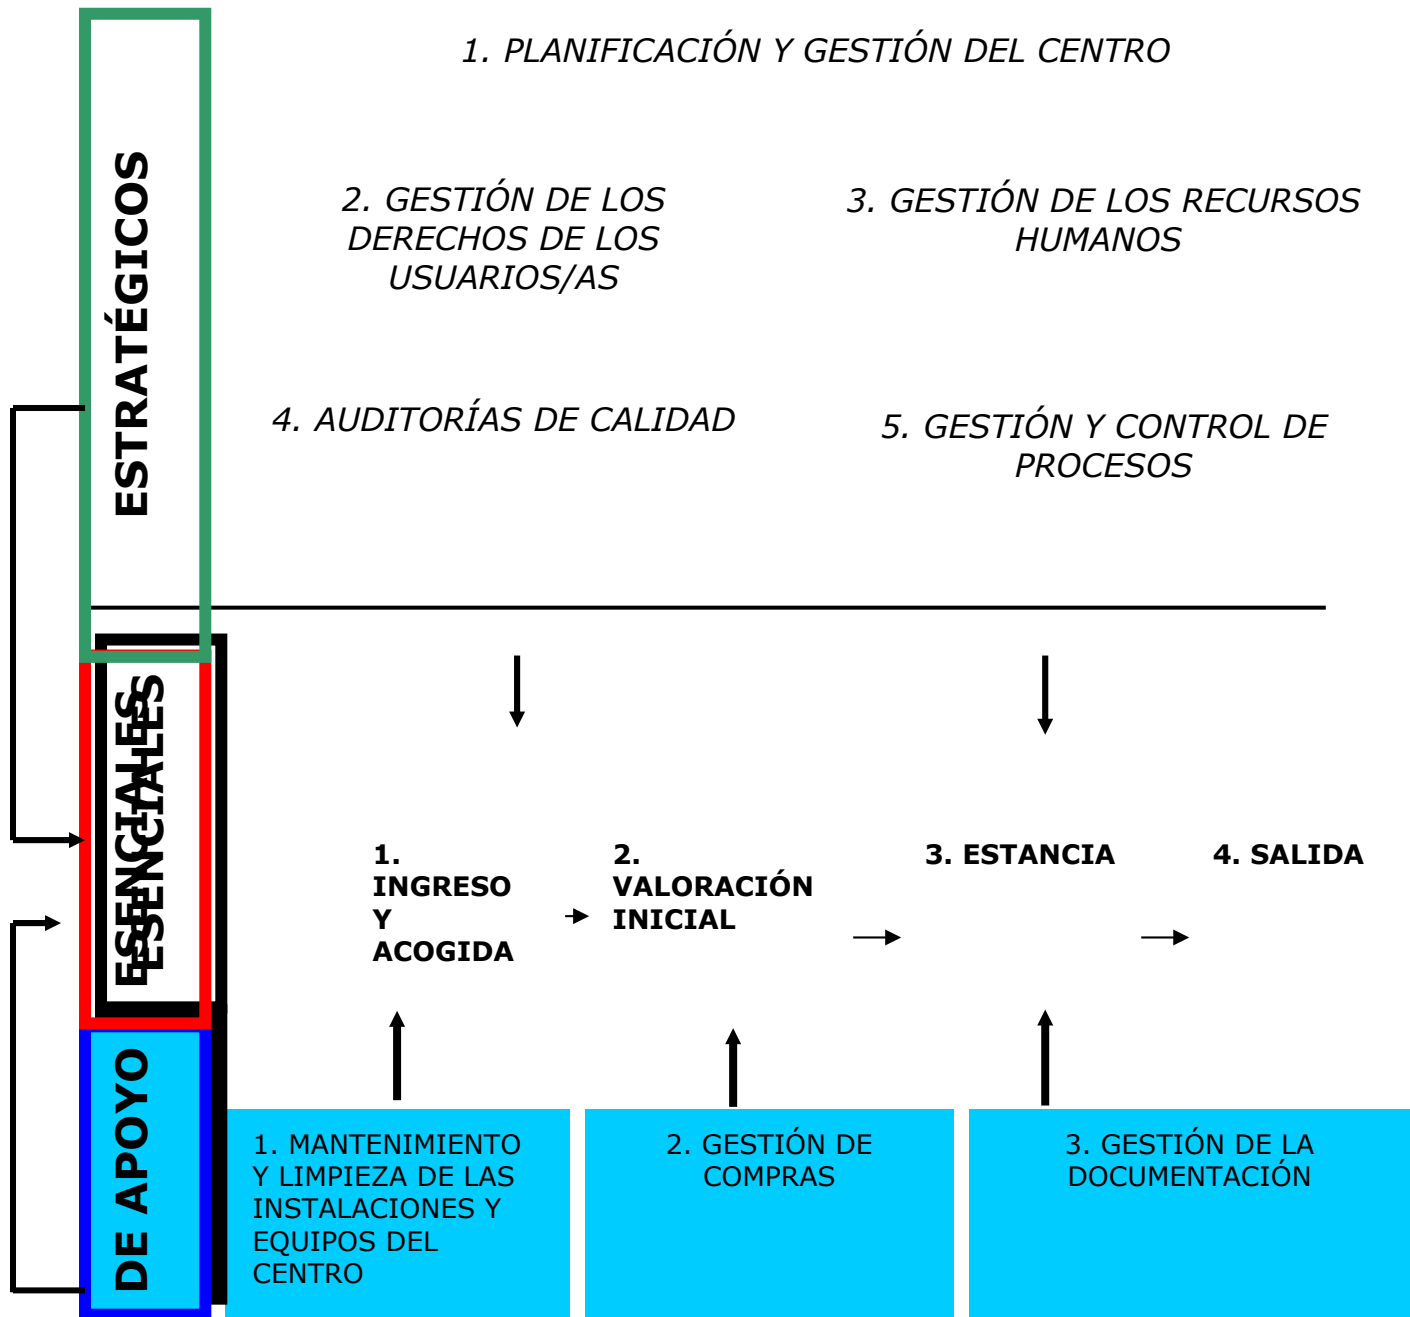 ESTRATÉGICOS
1. PLANIFICACIÓN Y GESTIÓN DEL CENTRO
2. GESTIÓN DE LOS
DERECHOS DE LOS
USUARIOS/AS
3. GESTIÓN DE LOS RECURSOS
HUMANOS
4. AUDITORÍAS DE CALIDAD
5. GESTIÓN Y CONTROL DE
PROCESOS
ESENCIALES
ESENCIALES
1.
INGRESO
Y
ACOGIDA
2.
VALORACIÓN
INICIAL
3. ESTANCIA
4. SALIDA
DE APOYO
1. MANTENIMIENTO
Y LIMPIEZA DE LAS
INSTALACIONES Y
EQUIPOS DEL
CENTRO
2. GESTIÓN DE
COMPRAS
3. GESTIÓN DE LA
DOCUMENTACIÓN